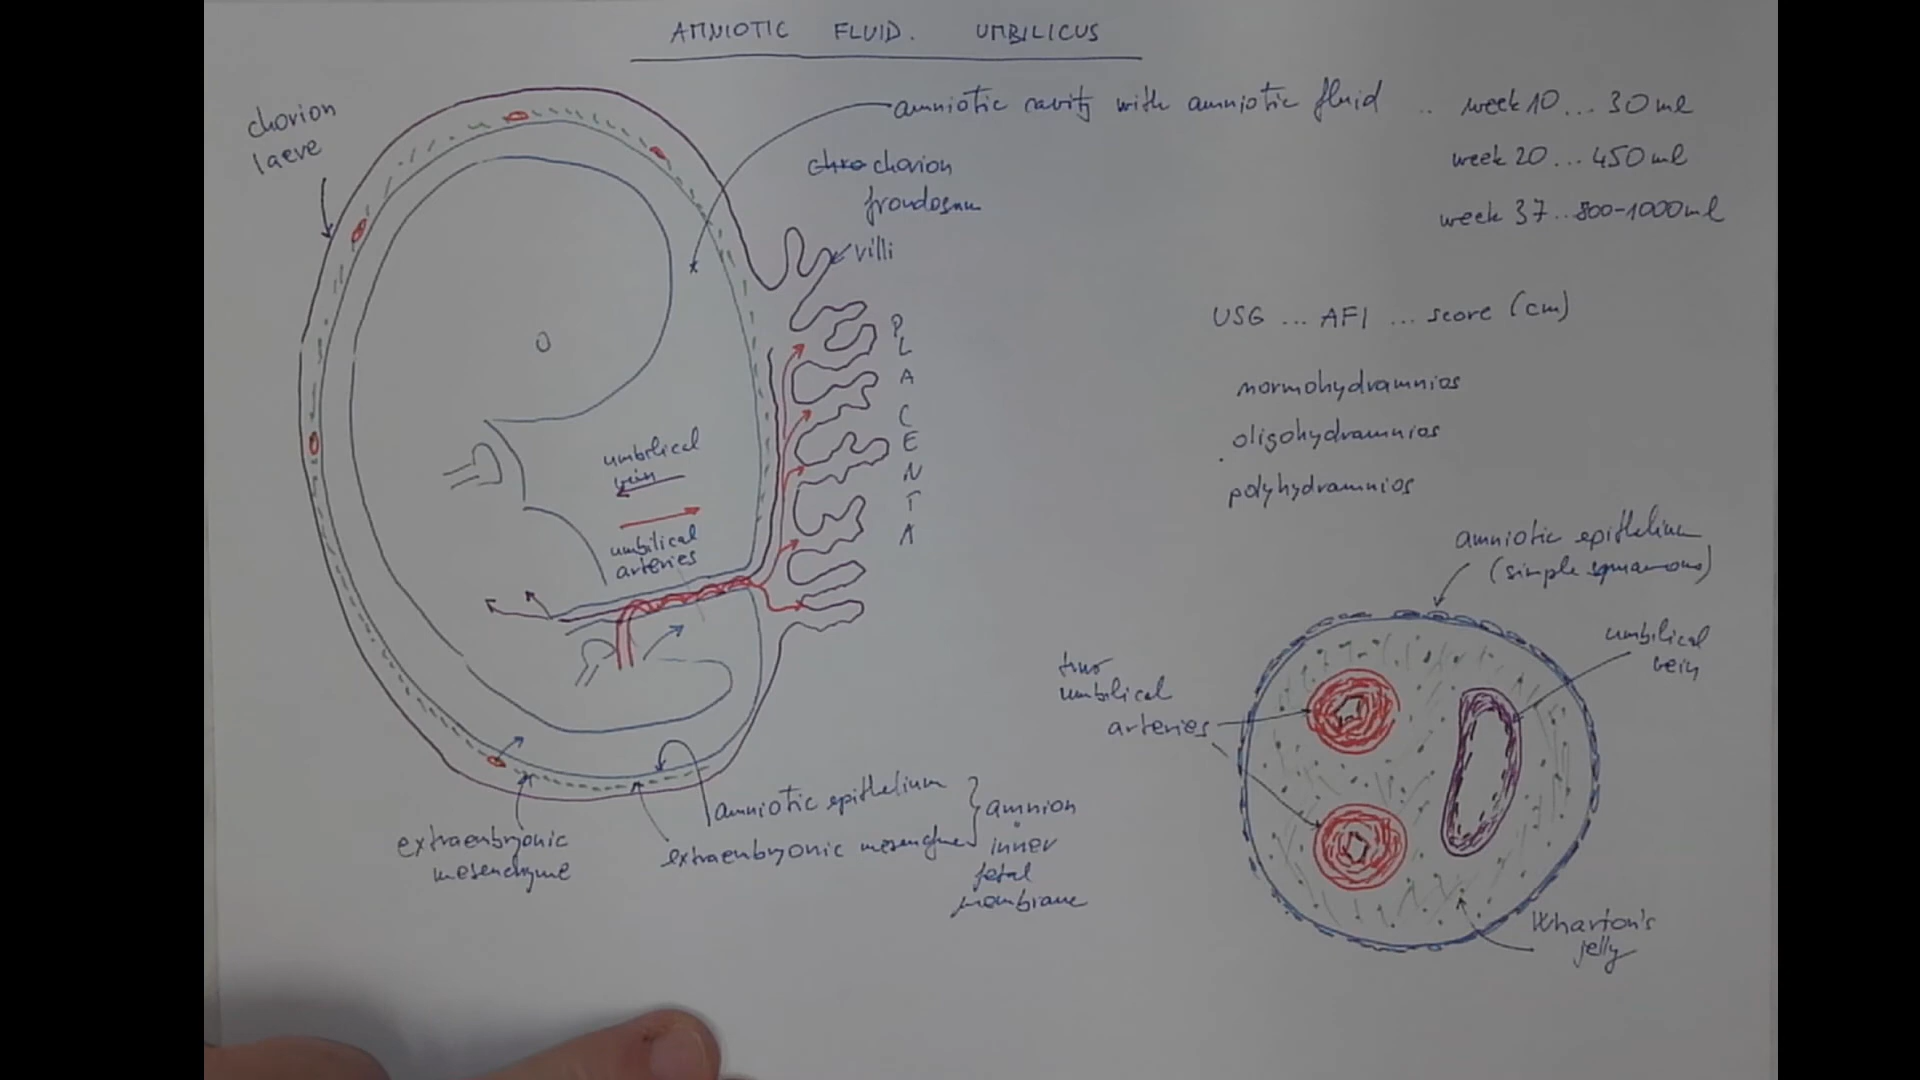 AMNIOTIC FLUID. UMBILICUS
chorion
laeve
amniotic cavity with amniotic fluid .. week 10 ... 30 ml
week 20 ... 450 ml
week 37 .. 800-1000 ml
chorion
frondosum
villi
PLACENTA
USG ... AFI ... score (cm)
normohydramnios
oligohydramnios
polyhydramnios
umbilical
vein
umbilical
arteries
amniotic epithelium
(simple squamous)
umbilical
vein
two
umbilical
arteries
Wharton's
jelly
amniotic epithelium
extraembryonic mesenchyme
amnion
inner
fetal
membrane
extraembryonic
mesenchyme